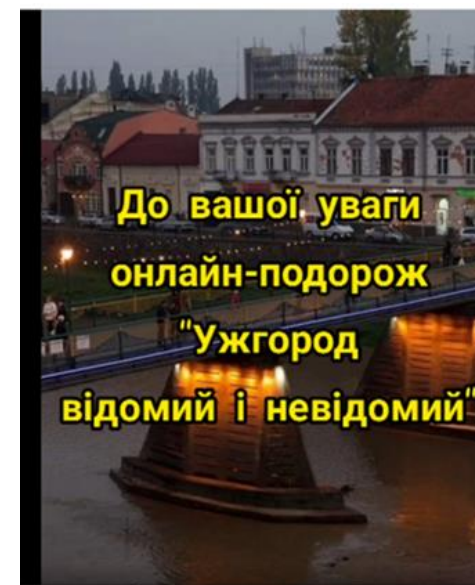 До вашої уваги
онлайн-подорож
"Ужгород
відомий і невідомий"